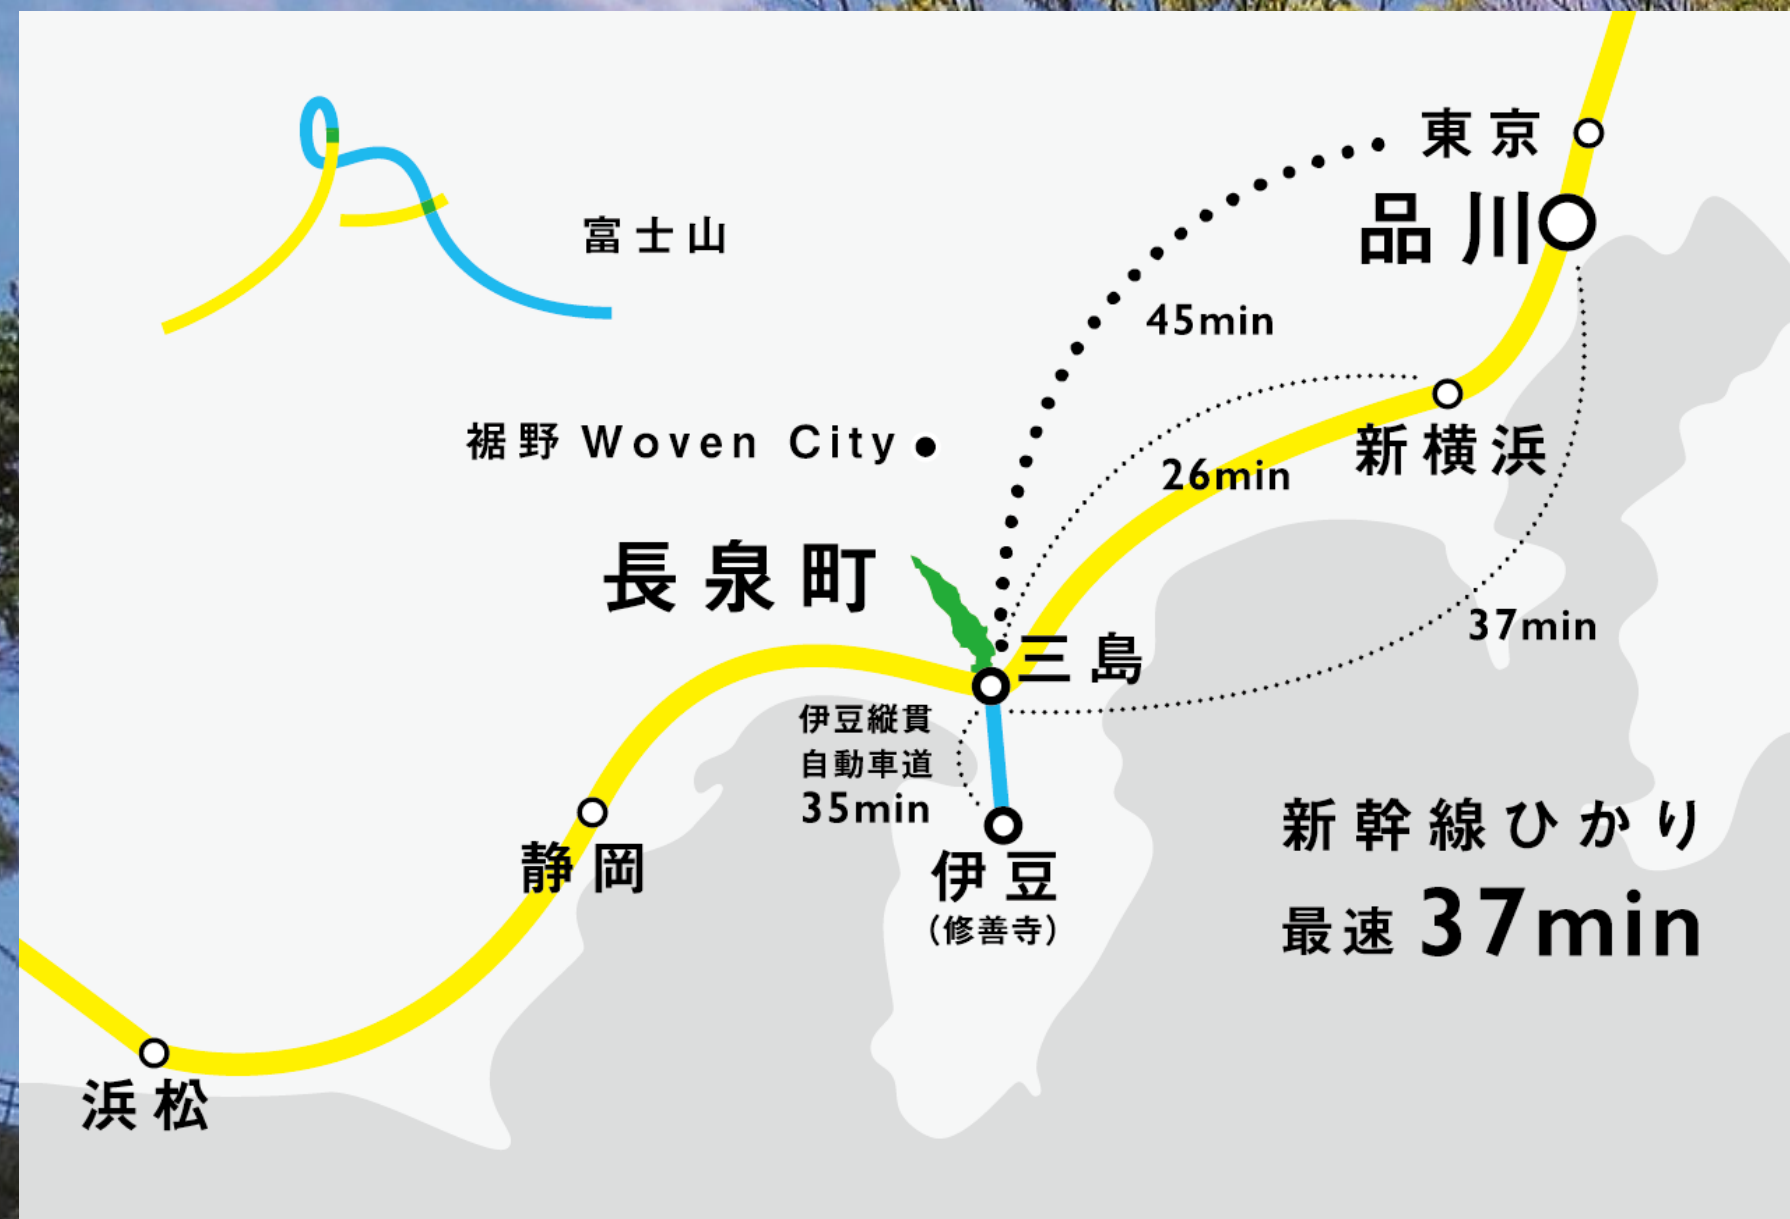 東京
品川
富士山
45min
裾野 Woven City
新横浜
26min
長泉町
37min
三島
伊豆縦貫
自動車道
35min
静岡
伊豆
(修善寺)
新幹線ひかり
最速 37min
浜松